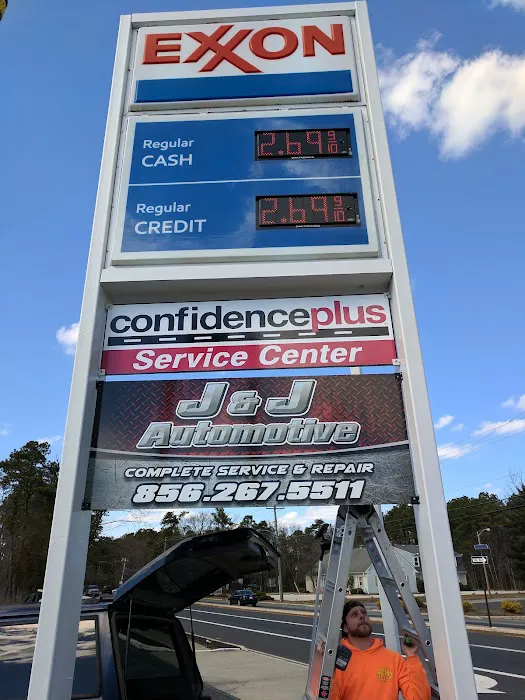 EXXON
Regular
CASH
2.69 9/10
Regular
CREDIT
2.69 9/10
confidenceplus
Service Center
J & J
Automotive
COMPLETE SERVICE & REPAIR
856.267.5511